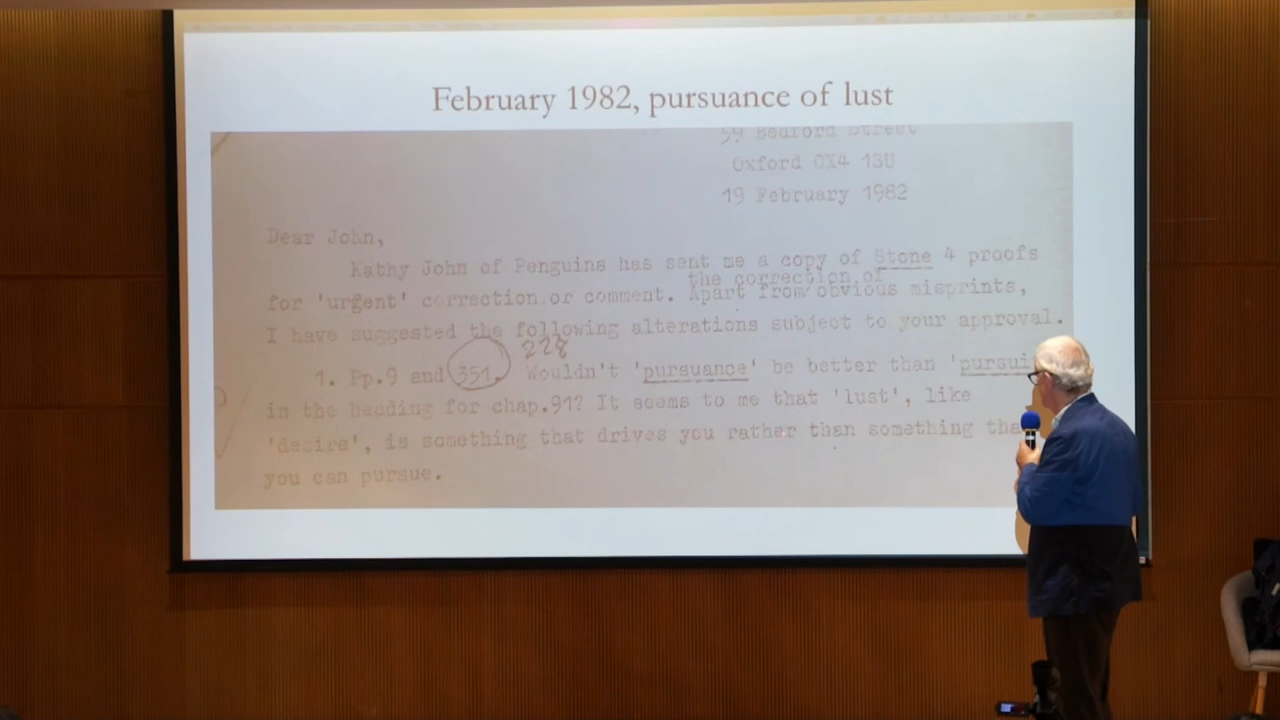 February 1982, pursuance of lust
59 Bedford Street
Oxford OX4 1SU
19 February 1982
Dear John,
Kathy John of Penguins has sent me a copy of Stone 4 proofs
the correction of
for 'urgent' correction or comment. Apart from obvious misprints,
I have suggested the following alterations subject to your approval.
228
1. Pp.9 and 351. Wouldn't 'pursuance' be better than
in the heading for chap.91? It seems to me that 'lust', like
'desire', is something that drives you rather than something
you can pursue.